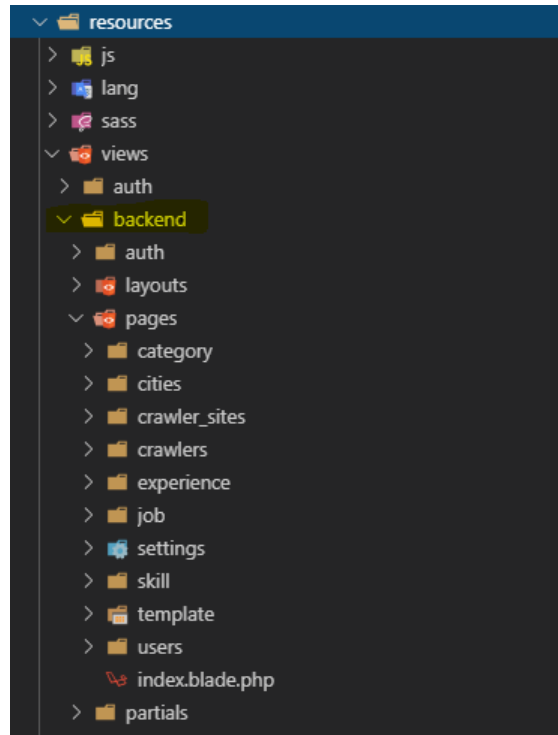 resources
js
lang
sass
views
auth
backend
auth
layouts
pages
category
cities
crawler_sites
crawlers
experience
job
settings
skill
template
users
index.blade.php
partials